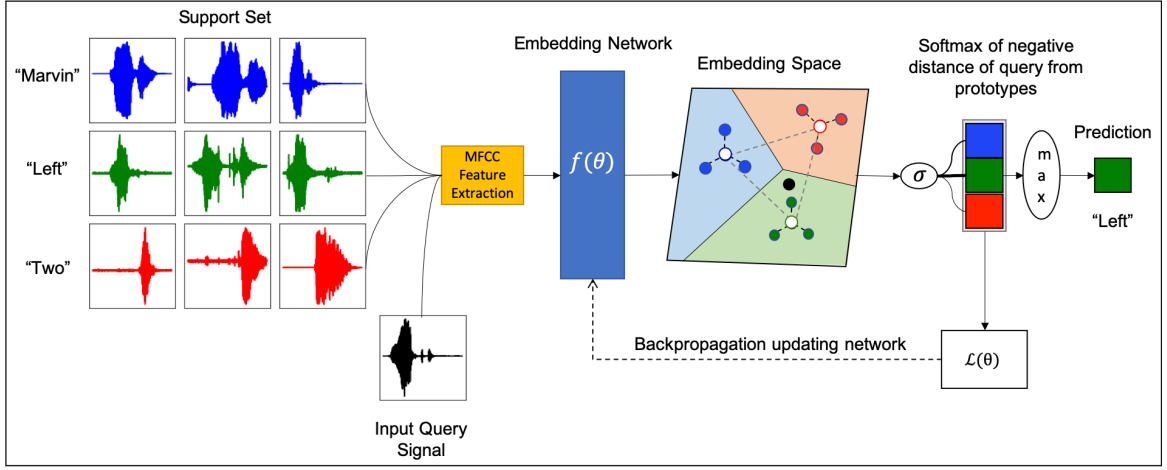 Support Set
“Marvin”
“Left”
“Two”
Input Query
Signal
MFCC
Feature
Extraction
Embedding Network
f(θ)
Embedding Space
Softmax of negative
distance of query from
prototypes
σ
m
a
x
Prediction
“Left”
Backpropagation updating network
ℒ(θ)